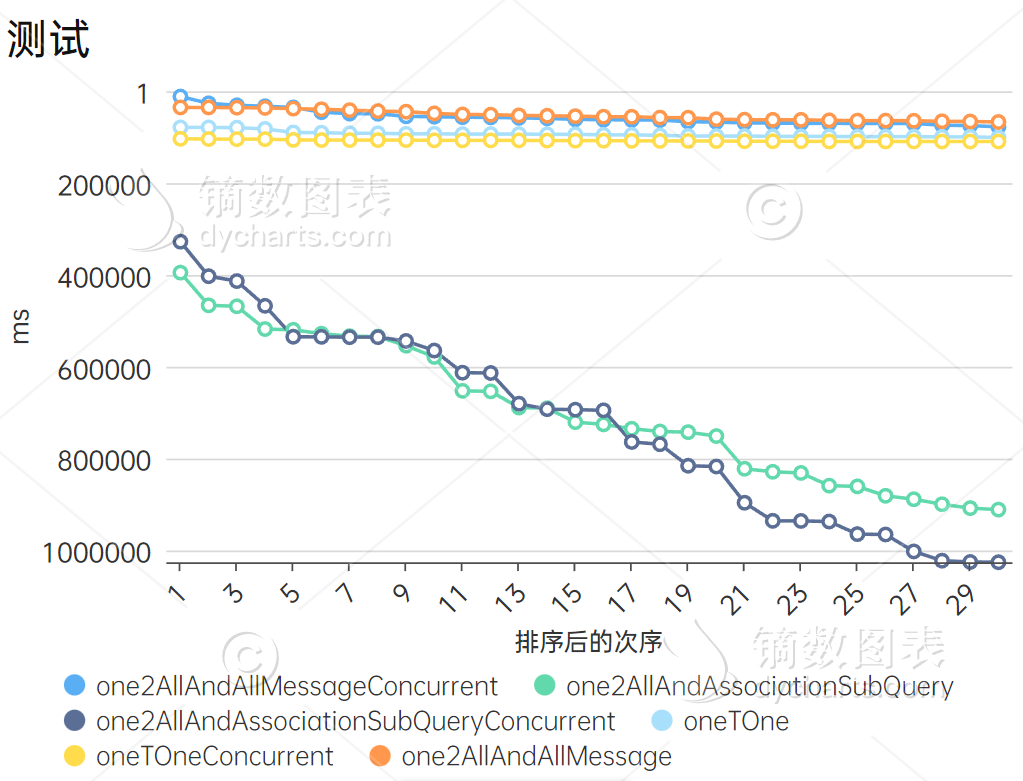 测试
1
200000
400000
600000
800000
1000000
ms
1 3 5 7 9 11 13 15 17 19 21 23 25 27 29
排序后的次序
one2AllAndAllMessageConcurrent one2AllAndAssociationSubQuery
one2AllAndAssociationSubQueryConcurrent oneTOne
oneTOneConcurrent one2AllAndAllMessage
镝数图表
dycharts.com
©
©
镝数图表
dycharts.com